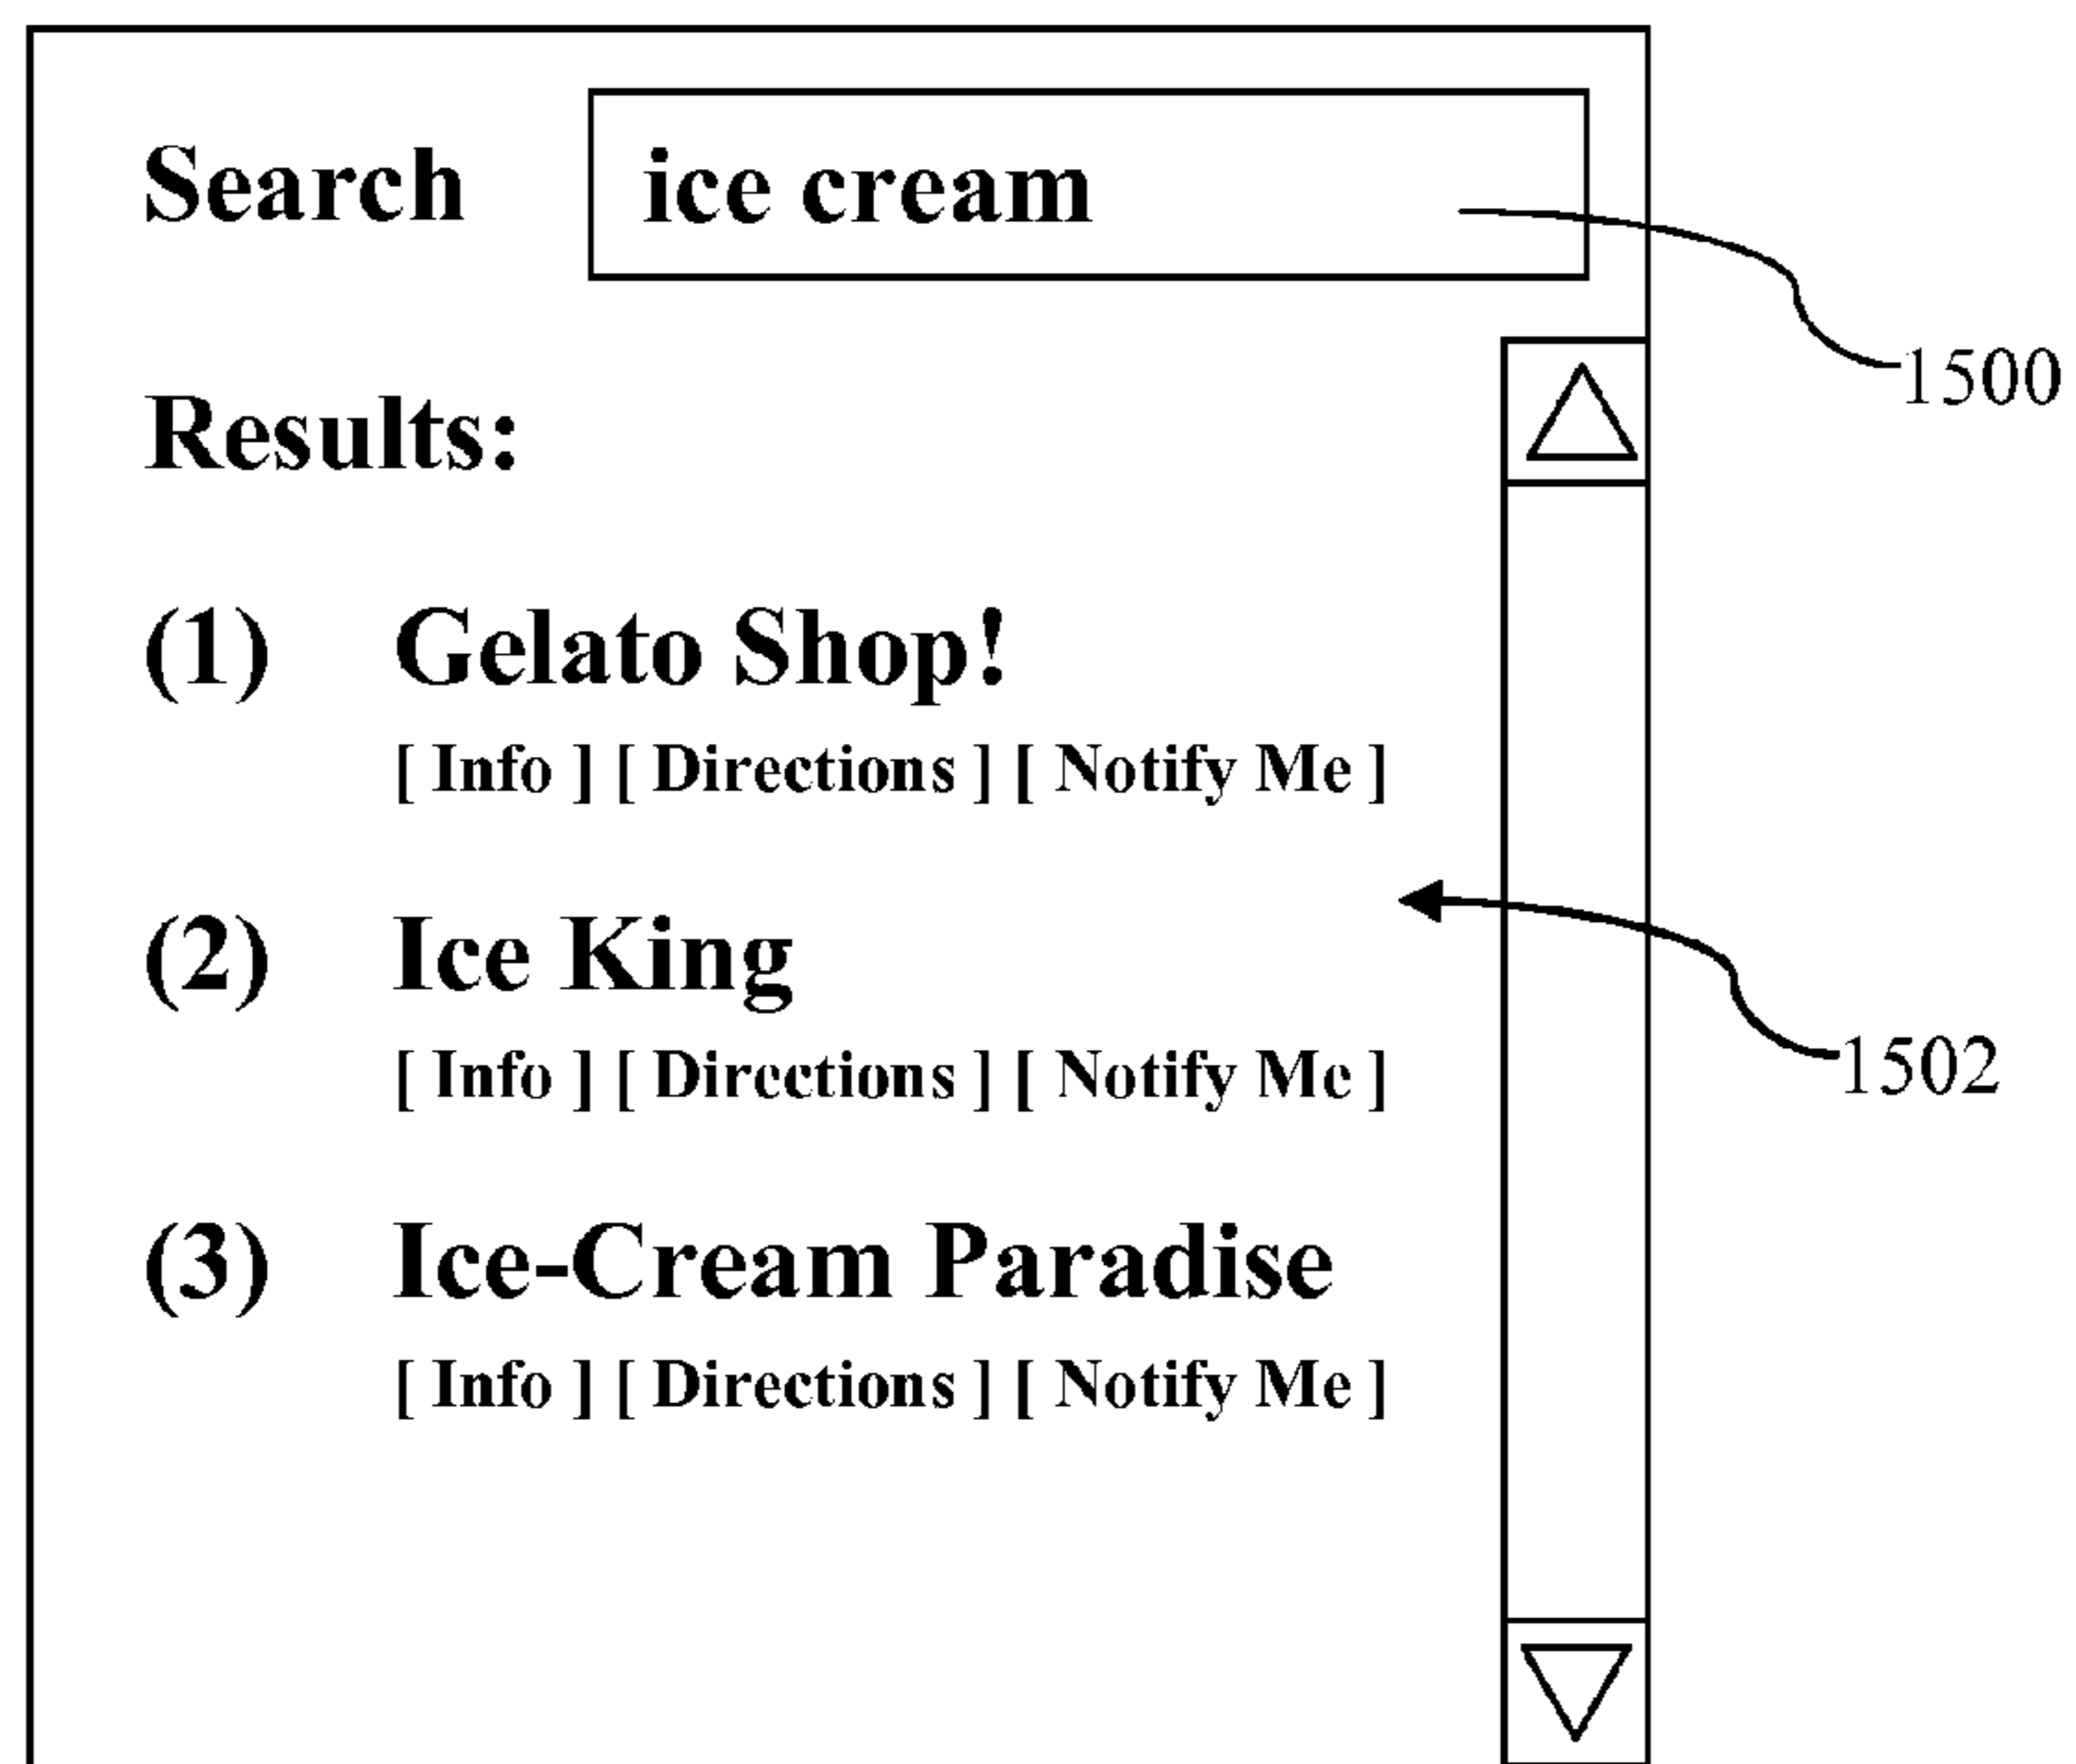 Search ice cream
1500
Results:
(1) Gelato Shop!
[ Info ] [ Directions ] [ Notify Me ]
(2) Ice King
[ Info ] [ Directions ] [ Notify Me ]
1502
(3) Ice-Cream Paradise
[ Info ] [ Directions ] [ Notify Me ]